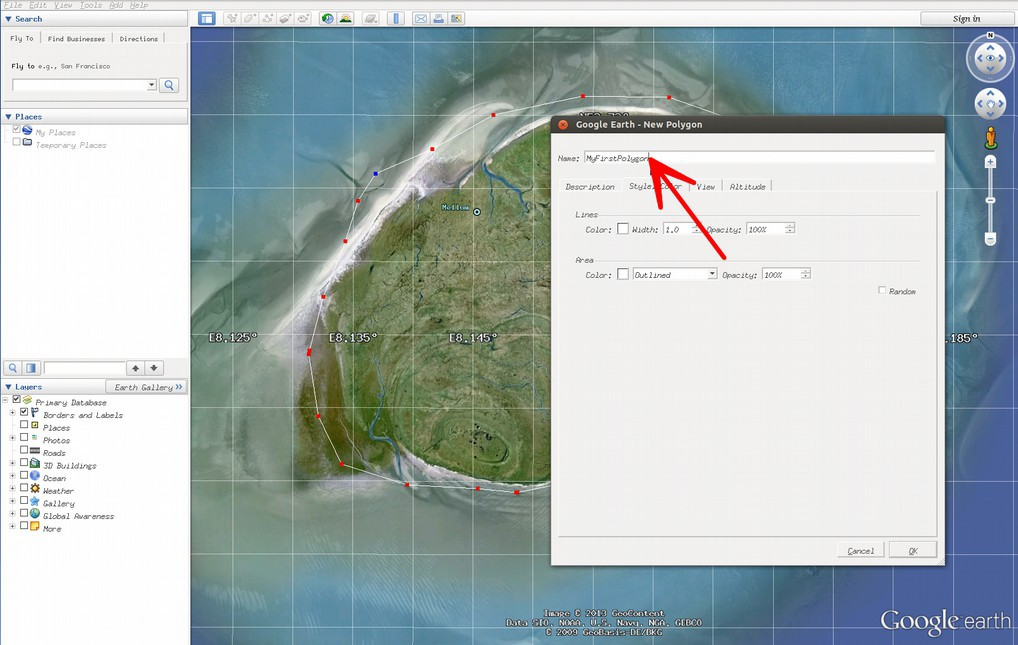 File Edit View Tools Add Help
Search
Fly To Find Businesses Directions
Fly to e.g., San Francisco
Places
My Places
Temporary Places
Layers
Earth Gallery >>
Primary Database
Borders and Labels
Places
Photos
Roads
3D Buildings
Ocean
Weather
Gallery
Global Awareness
More
Sign in
N
Google Earth - New Polygon
Name: MyFirstPolygon
Description Style, Color View Altitude
Lines
Color: Width: 1.0 Opacity: 100%
Area
Color: Outlined Opacity: 100%
Random
Cancel OK
E8.125° E8.135° E8.145° .185°
Image © 2013 GeoContent
Data SIO, NOAA, U.S. Navy, NGA, GEBCO
© 2009 GeoBasis-DE/BKG
Google earth